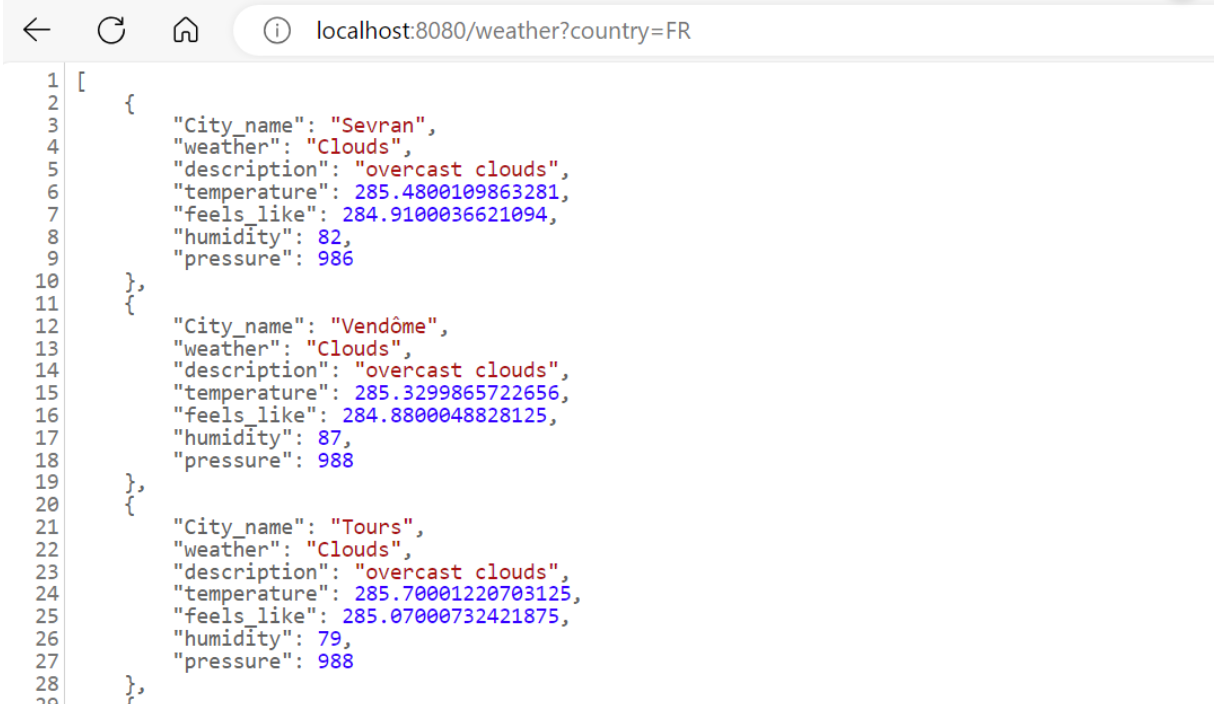 localhost:8080/weather?country=FR
1 [
2 {
3 "City_name": "Sevran",
4 "weather": "Clouds",
5 "description": "overcast clouds",
6 "temperature": 285.4800109863281,
7 "feels_like": 284.9100036621094,
8 "humidity": 82,
9 "pressure": 986
10 },
11 {
12 "City_name": "Vendôme",
13 "weather": "Clouds",
14 "description": "overcast clouds",
15 "temperature": 285.3299865722656,
16 "feels_like": 284.8800048828125,
17 "humidity": 87,
18 "pressure": 988
19 },
20 {
21 "City_name": "Tours",
22 "weather": "Clouds",
23 "description": "overcast clouds",
24 "temperature": 285.70001220703125,
25 "feels_like": 285.07000732421875,
26 "humidity": 79,
27 "pressure": 988
28 },
29 {